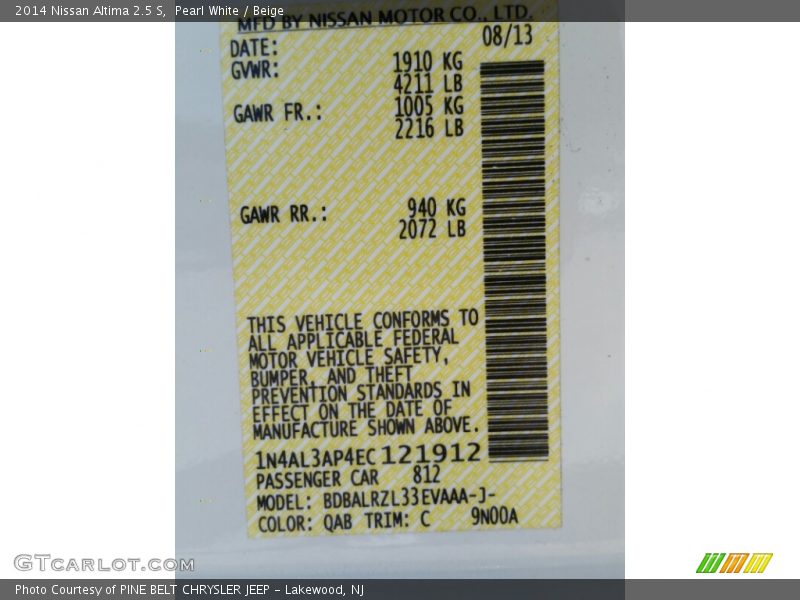 2014 Nissan Altima 2.5 S, Pearl White / Beige
MFD BY NISSAN MOTOR CO., LTD.
DATE: 08/13
GVWR: 1910 KG
4211 LB
GAWR FR.: 1005 KG
2216 LB
GAWR RR.: 940 KG
2072 LB
THIS VEHICLE CONFORMS TO
ALL APPLICABLE FEDERAL
MOTOR VEHICLE SAFETY,
BUMPER, AND THEFT
PREVENTION STANDARDS IN
EFFECT ON THE DATE OF
MANUFACTURE SHOWN ABOVE.
1N4AL3AP4EC121912
PASSENGER CAR 812
MODEL: BDBALRZL33EVAAA-J-
COLOR: QAB TRIM: C 9N00A
GTCARLOT.COM
Photo Courtesy of PINE BELT CHRYSLER JEEP - Lakewood, NJ